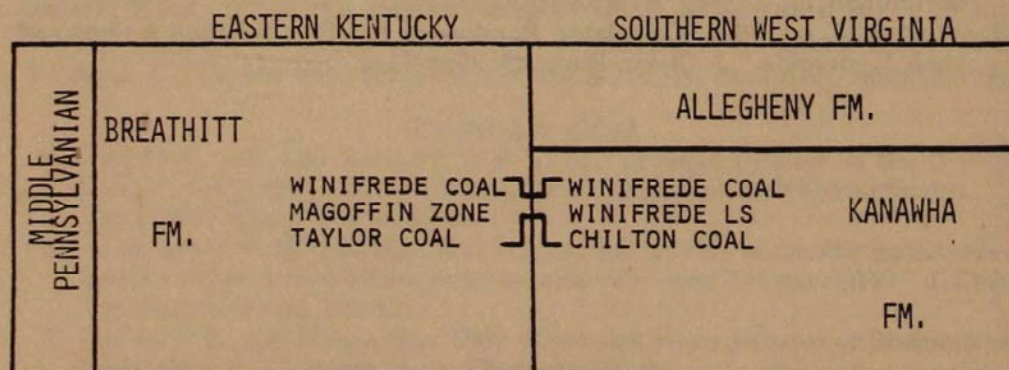 EASTERN KENTUCKY SOUTHERN WEST VIRGINIA
MIDDLE
PENNSYLVANIAN
BREATHITT
FM.
WINIFREDE COAL
MAGOFFIN ZONE
TAYLOR COAL
ALLEGHENY FM.
WINIFREDE COAL
WINIFREDE LS
CHILTON COAL
KANAWHA
FM.